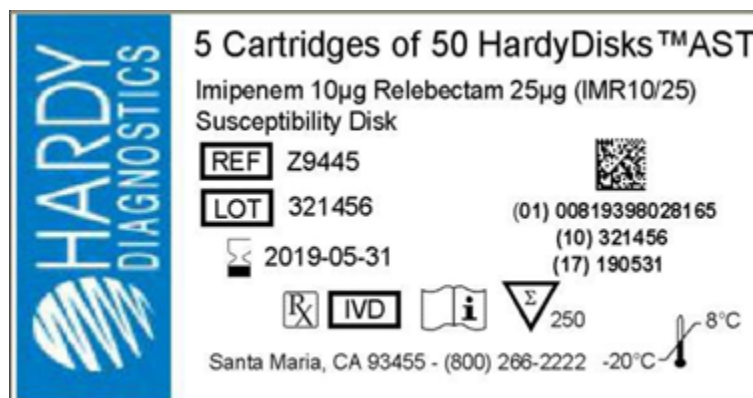 HARDY
DIAGNOSTICS
5 Cartridges of 50 HardyDisks™AST
Imipenem 10µg Relebectam 25µg (IMR10/25)
Susceptibility Disk
REF Z9445
LOT 321456
2019-05-31
(01) 00819398028165
(10) 321456
(17) 190531
Rx IVD i Σ 250
Santa Maria, CA 93455 - (800) 266-2222 -20°C 8°C